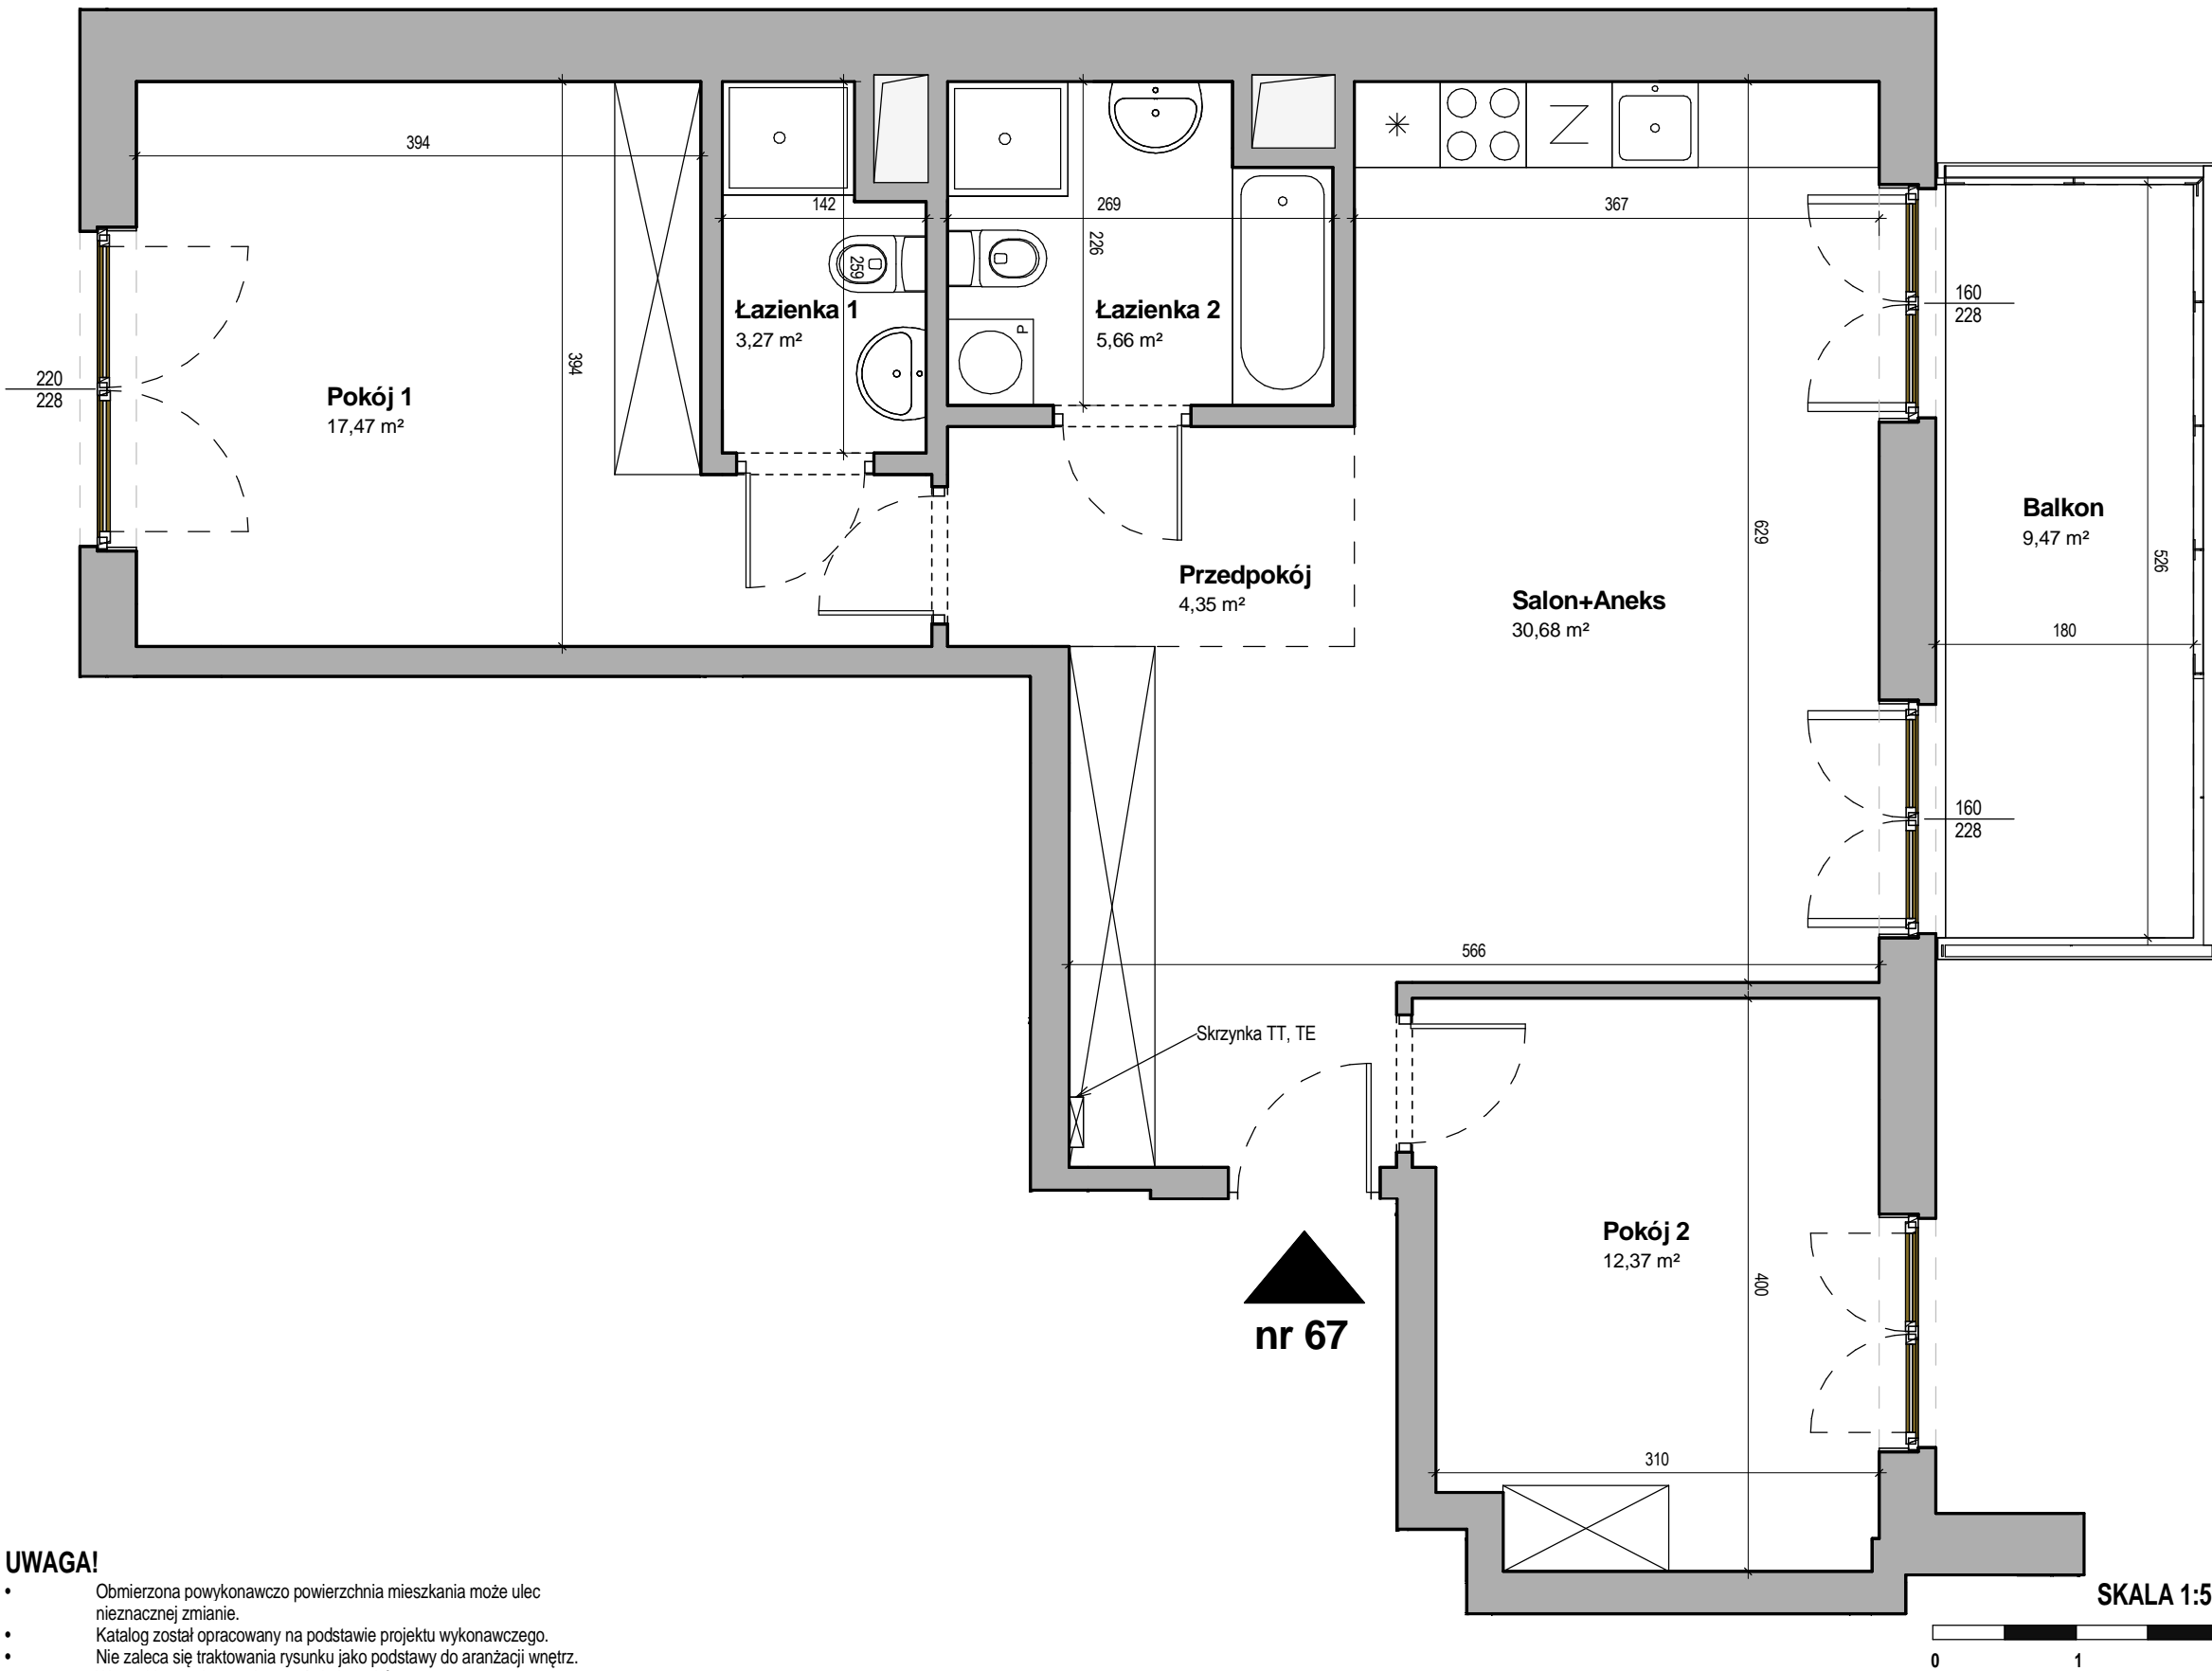 394
142
269
367
226
259
160
228
Łazienka 1
3,27 m²
Łazienka 2
5,66 m²
P
220
228
394
Pokój 1
17,47 m²
Balkon
9,47 m²
629
526
Przedpokój
4,35 m²
Salon+Aneks
30,68 m²
180
160
228
566
Skrzynka TT, TE
Pokój 2
12,37 m²
400
nr 67
310
UWAGA!
• Obmierzona powykonawczo powierzchnia mieszkania może ulec
nieznacznej zmianie.
• Katalog został opracowany na podstawie projektu wykonawczego.
• Nie zaleca się traktowania rysunku jako podstawy do aranżacji wnętrz.
SKALA 1:5
0 1